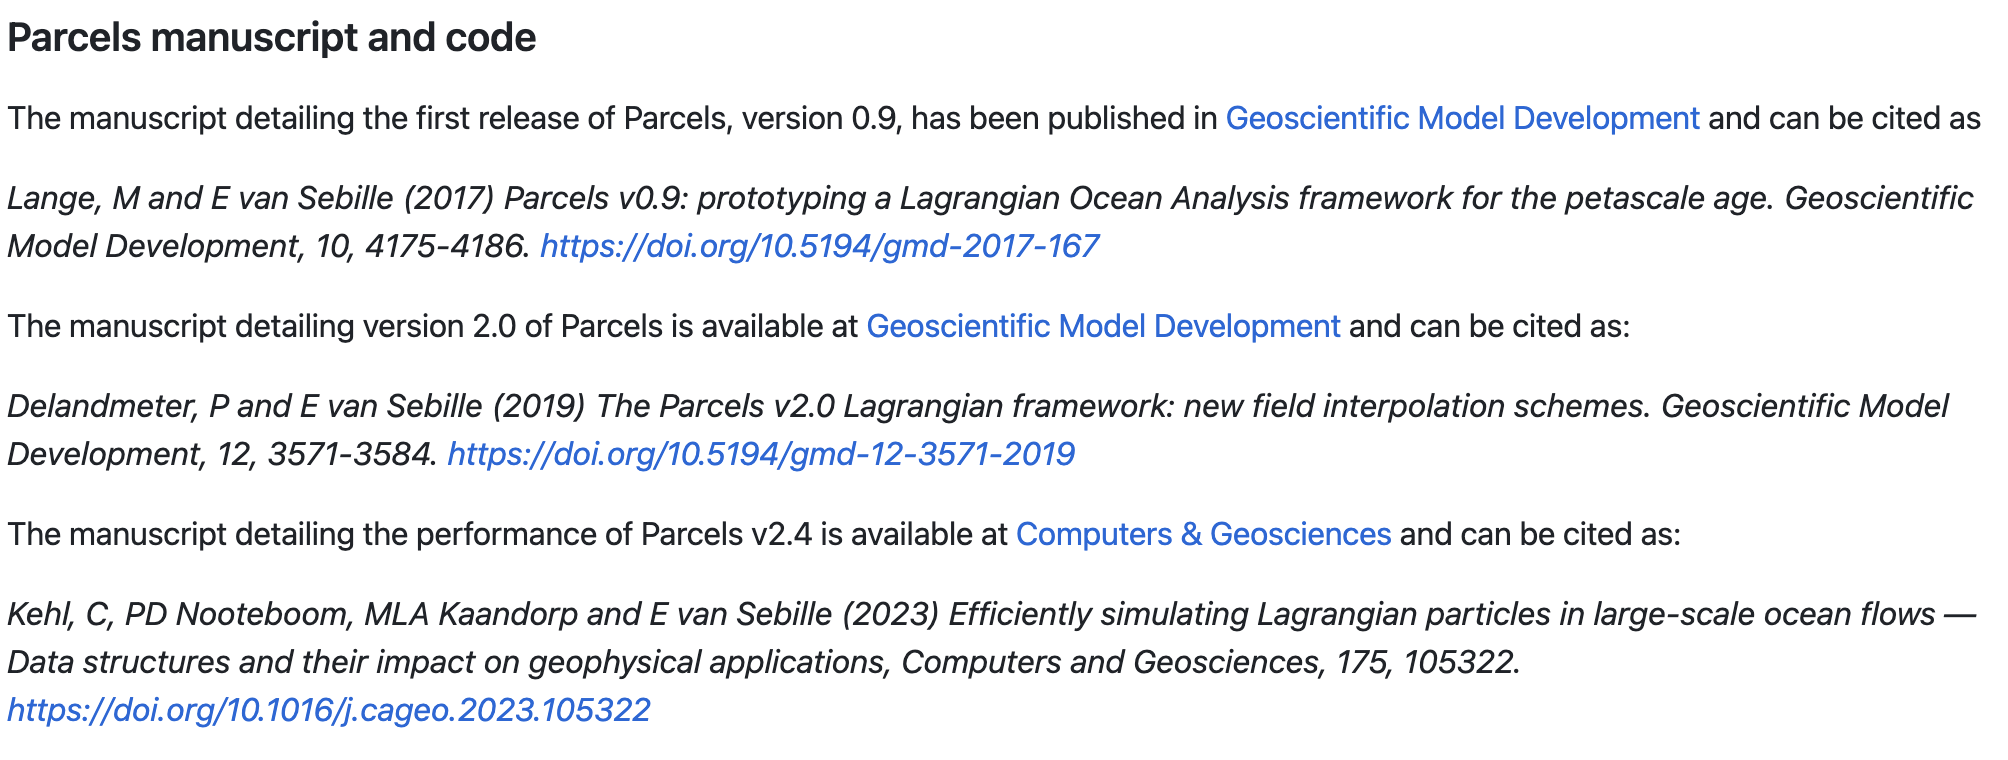 Parcels manuscript and code
The manuscript detailing the first release of Parcels, version 0.9, has been published in Geoscientific Model Development and can be cited as
Lange, M and E van Sebille (2017) Parcels v0.9: prototyping a Lagrangian Ocean Analysis framework for the petascale age. Geoscientific
Model Development, 10, 4175-4186. https://doi.org/10.5194/gmd-2017-167
The manuscript detailing version 2.0 of Parcels is available at Geoscientific Model Development and can be cited as:
Delandmeter, P and E van Sebille (2019) The Parcels v2.0 Lagrangian framework: new field interpolation schemes. Geoscientific Model
Development, 12, 3571-3584. https://doi.org/10.5194/gmd-12-3571-2019
The manuscript detailing the performance of Parcels v2.4 is available at Computers & Geosciences and can be cited as:
Kehl, C, PD Nooteboom, MLA Kaandorp and E van Sebille (2023) Efficiently simulating Lagrangian particles in large-scale ocean flows —
Data structures and their impact on geophysical applications, Computers and Geosciences, 175, 105322.
https://doi.org/10.1016/j.cageo.2023.105322